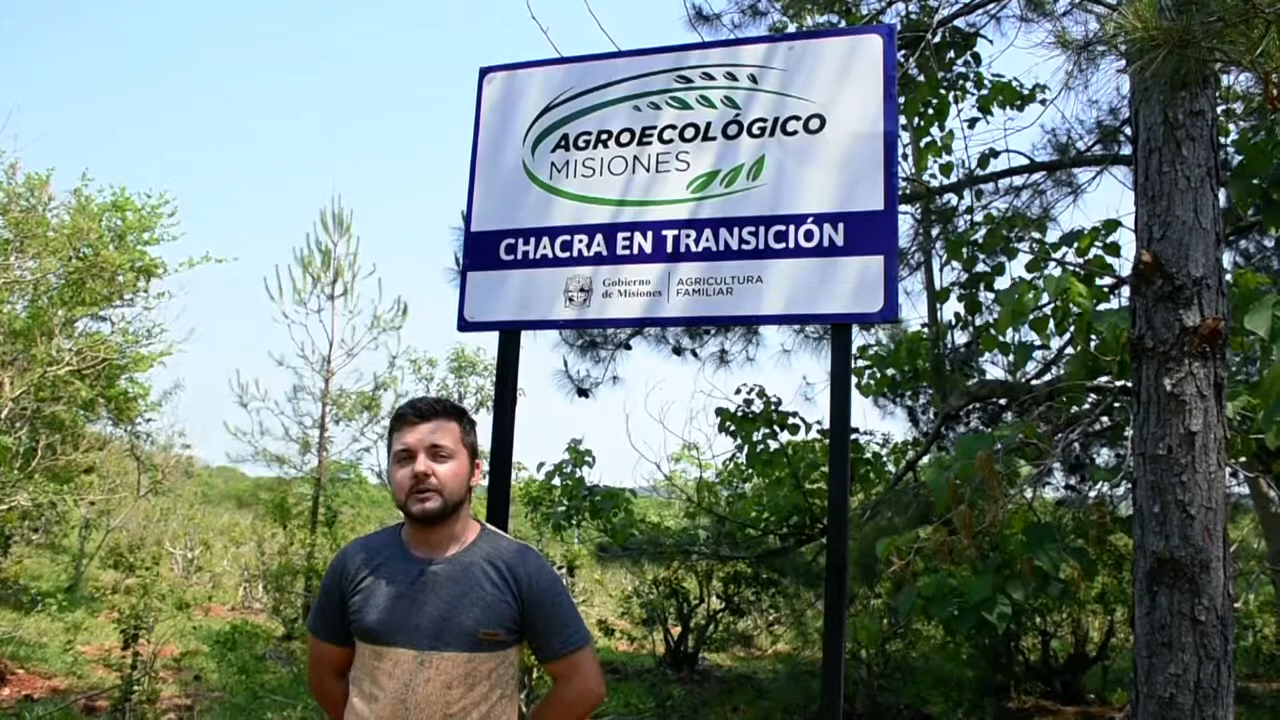 AGROECOLÓGICO
MISIONES
CHACRA EN TRANSICIÓN
Gobierno
de Misiones
AGRICULTURA
FAMILIAR